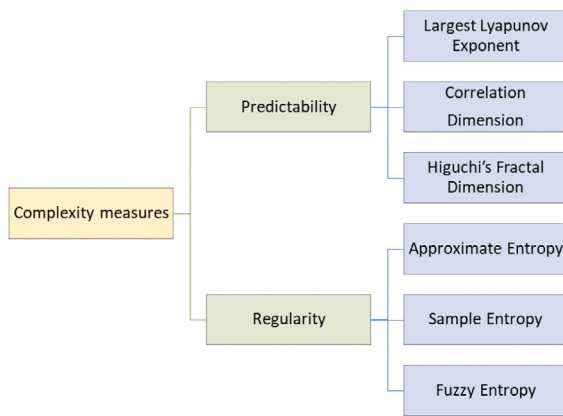 Complexity measures
Predictability
Largest Lyapunov
Exponent
Correlation
Dimension
Higuchi's Fractal
Dimension
Regularity
Approximate Entropy
Sample Entropy
Fuzzy Entropy